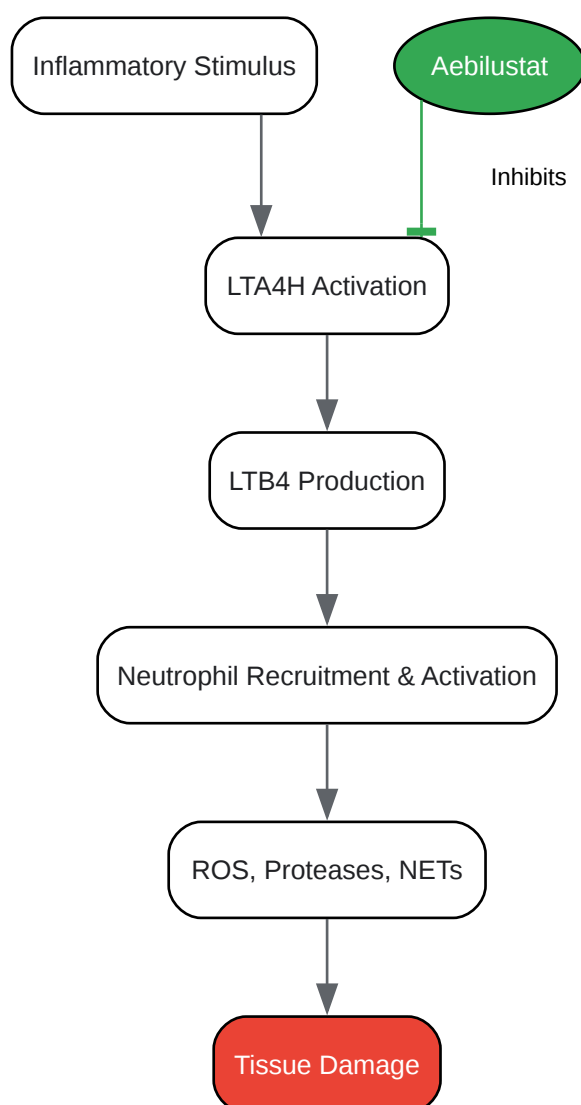 Inflammatory Stimulus
Aebilustat
Inhibits
LTA4H Activation
LTB4 Production
Neutrophil Recruitment & Activation
ROS, Proteases, NETs
Tissue Damage